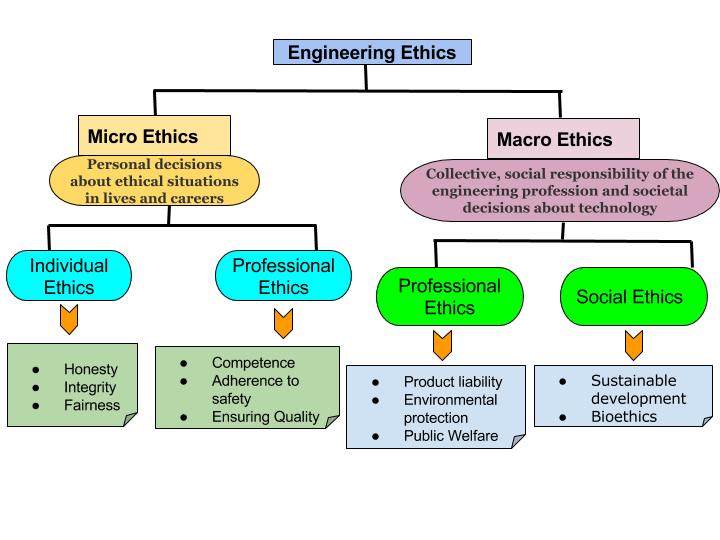 Engineering Ethics
Micro Ethics
Personal decisions
about ethical situations
in lives and careers
Macro Ethics
Collective, social responsibility of the
engineering profession and societal
decisions about technology
Individual
Ethics
Professional
Ethics
Professional
Ethics
Social Ethics
● Honesty
● Integrity
● Fairness
● Competence
● Adherence to
safety
● Ensuring Quality
● Product liability
● Environmental
protection
● Public Welfare
● Sustainable
development
● Bioethics